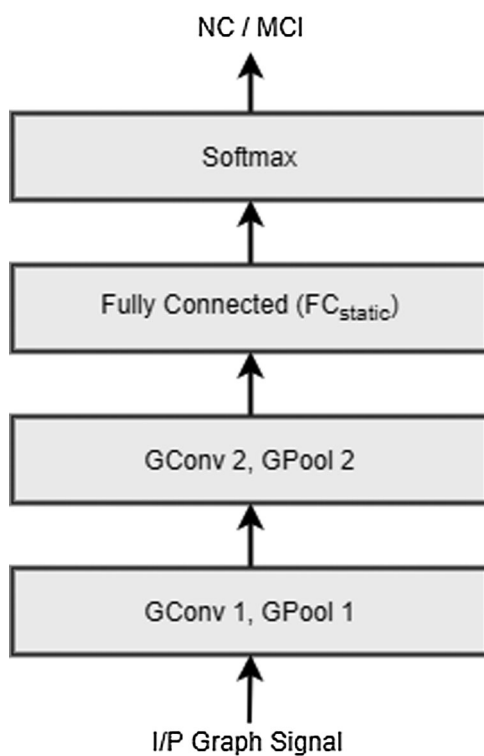 NC / MCI
Softmax
Fully Connected (FCstatic)
GConv 2, GPool 2
GConv 1, GPool 1
I/P Graph Signal